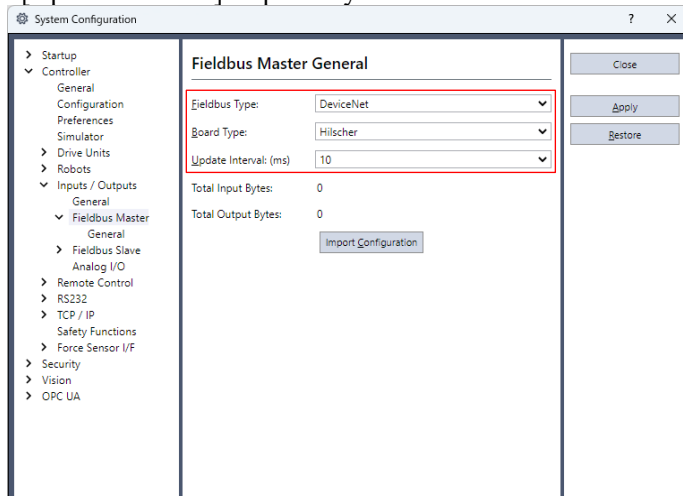 System Configuration
? X
Startup
Controller
General
Configuration
Preferences
Simulator
Drive Units
Robots
Inputs / Outputs
General
Fieldbus Master
General
Fieldbus Slave
Analog I/O
Remote Control
RS232
TCP / IP
Safety Functions
Force Sensor I/F
Security
Vision
OPC UA
Fieldbus Master General
Fieldbus Type: DeviceNet
Board Type: Hilscher
Update Interval: (ms) 10
Total Input Bytes: 0
Total Output Bytes: 0
Import Configuration
Close
Apply
Restore